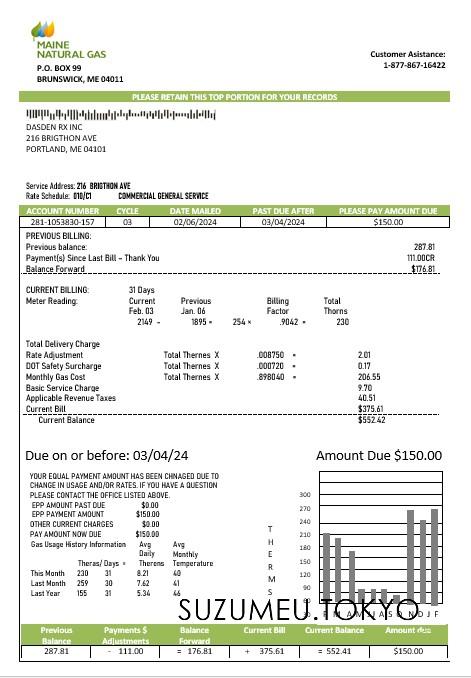 MAINE
NATURAL GAS
P.O. BOX 99
BRUNSWICK, ME 04011
Customer Asistance:
1-877-867-16422
PLEASE RETAIN THIS TOP PORTION FOR YOUR RECORDS
DASDEN RX INC
216 BRIGTHON AVE
PORTLAND, ME 04101
Service Address: 216 BRIGTHON AVE
Rate Schedule: 010/C1 COMMERCIAL GENERAL SERVICE
ACCOUNT NUMBER CYCLE DATE MAILED PAST DUE AFTER PLEASE PAY AMOUNT DUE
281-1053830-157 03 02/06/2024 03/04/2024 $150.00
PREVIOUS BILLING:
Previous balance: 287.81
Payment(s) Since Last Bill – Thank You 111.00CR
Balance Forward $176.81
CURRENT BILLING: 31 Days
Meter Reading: Current Previous Billing Total
Feb. 03 Jan. 06 Factor Thorns
2149 - 1895 = 254 × .9042 = 230
Total Delivery Charge
Rate Adjustment Total Thernes X .008750 = 2.01
DOT Safety Surcharge Total Thernes X .000720 = 0.17
Monthly Gas Cost Total Thernes X .898040 = 206.55
Basic Service Charge 9.70
Applicable Revenue Taxes 40.51
Current Bill $375.61
Current Balance $552.42
Due on or before: 03/04/24 Amount Due $150.00
YOUR EQUAL PAYMENT AMOUNT HAS BEEN CHNAGED DUE TO
CHANGE IN USAGE AND/OR RATES. IF YOU HAVE A QUESTION
PLEASE CONTACT THE OFFICE LISTED ABOVE.
EPP AMOUNT PAST DUE $0.00
EPP PAYMENT AMOUNT $150.00
OTHER CURRENT CHARGES $0.00
PAY AMOUNT NOW DUE $150.00
Gas Usage History Information Avg Avg
Daily Monthly
Theras/Days = Therens Temperature
This Month 230 31 8.21 40
Last Month 259 30 7.62 41
Last Year 155 31 5.34 46
T
H
E
R
M
S
300
270
240
210
180
150
120
90
60
F M A M J J A S O N D J F
SUZUMEU.TOKYO
Previous Balance Payments $ Adjustments Balance Forward Current Bill Current Balance Amount due
287.81 - 111.00 = 176.81 + 375.61 = 552.41 $150.00